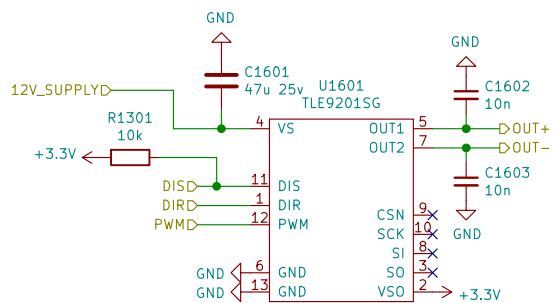 GND
C1601
47u 25v
GND
U1601
TLE9201SG
C1602
10n
12V_SUPPLY
R1301
10k
+3.3V
4 VS OUT1 5 OUT+
OUT2 7 OUT-
DIS 11 DIS
DIR 1 DIR
PWM 12 PWM
C1603
10n
GND
CSN 9
SCK 10
SI 8
SO 3
GND 6 GND
GND 13 GND VSO 2 +3.3V